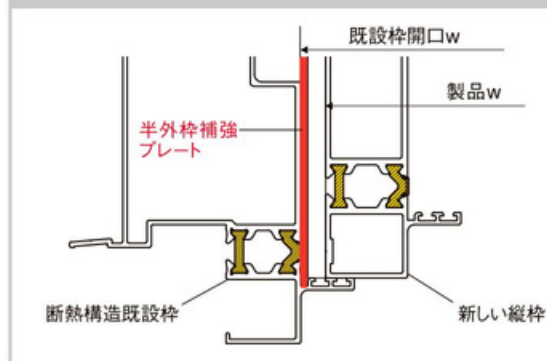 既設枠開口w
製品w
半外枠補強
プレート
断熱構造既設枠
新しい縦枠